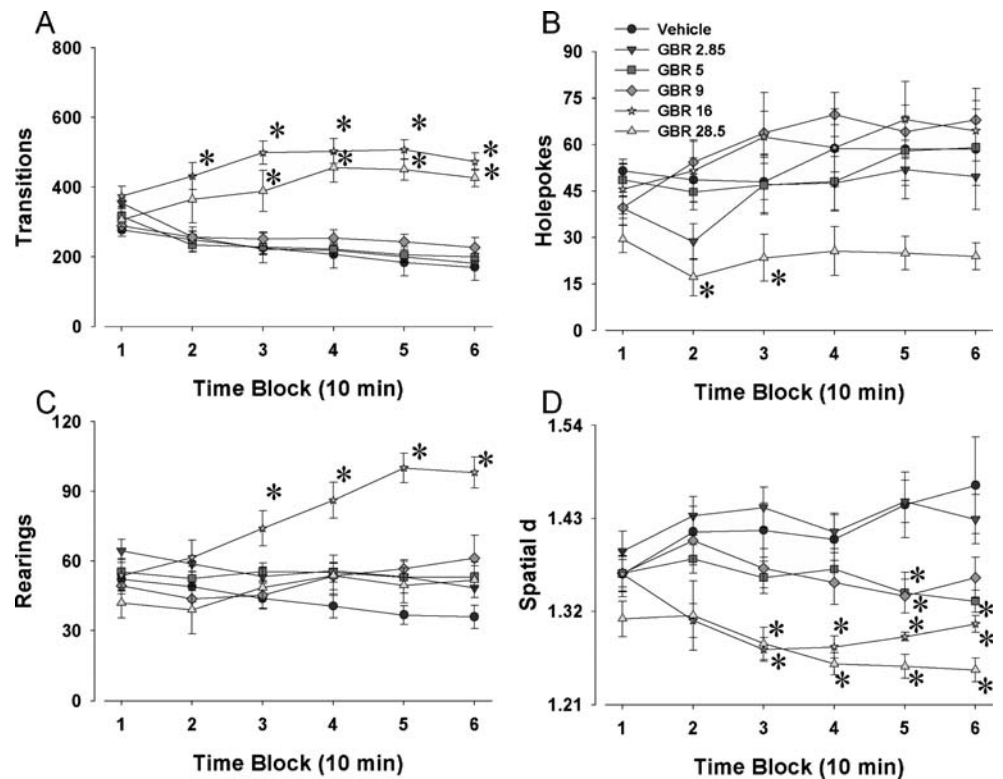 A
800
600
400
200
0
Transitions
1 2 3 4 5 6
Time Block (10 min)
* * * * * * * * *
B
Vehicle
GBR 2.85
GBR 5
GBR 9
GBR 16
GBR 28.5
90
75
60
45
30
15
0
Holepokes
1 2 3 4 5 6
Time Block (10 min)
* *
C
120
90
60
30
0
Rearings
1 2 3 4 5 6
Time Block (10 min)
* * * *
D
1.54
1.43
1.32
1.21
Spatial d
1 2 3 4 5 6
Time Block (10 min)
* * * * * * * * * * *